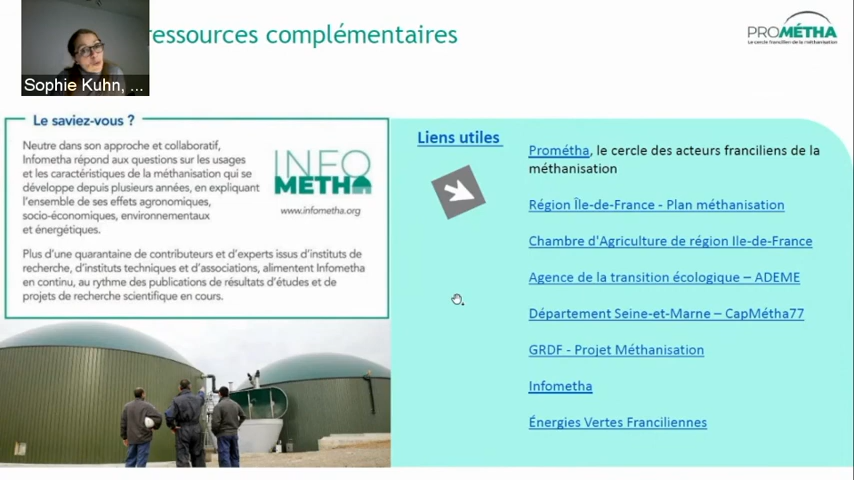 ressources complémentaires
PROMÉTHA
Le cercle francilien de la méthanisation
Sophie Kuhn, ...
Le saviez-vous ?
Neutre dans son approche et collaboratif,
Infometha répond aux questions sur les usages
et les caractéristiques de la méthanisation qui se
développe depuis plusieurs années, en expliquant
l'ensemble de ses effets agronomiques,
socio-économiques, environnementaux
et énergétiques.
INFO
METHA
www.infometha.org
Plus d'une quarantaine de contributeurs et d'experts issus d'instituts de
recherche, d'instituts techniques et d'associations, alimentent Infometha
en continu, au rythme des publications de résultats d'études et de
projets de recherche scientifique en cours.
Liens utiles
Prométha, le cercle des acteurs franciliens de la
méthanisation
Région Île-de-France - Plan méthanisation
Chambre d'Agriculture de région Ile-de-France
Agence de la transition écologique – ADEME
Département Seine-et-Marne – CapMétha77
GRDF - Projet Méthanisation
Infometha
Énergies Vertes Franciliennes